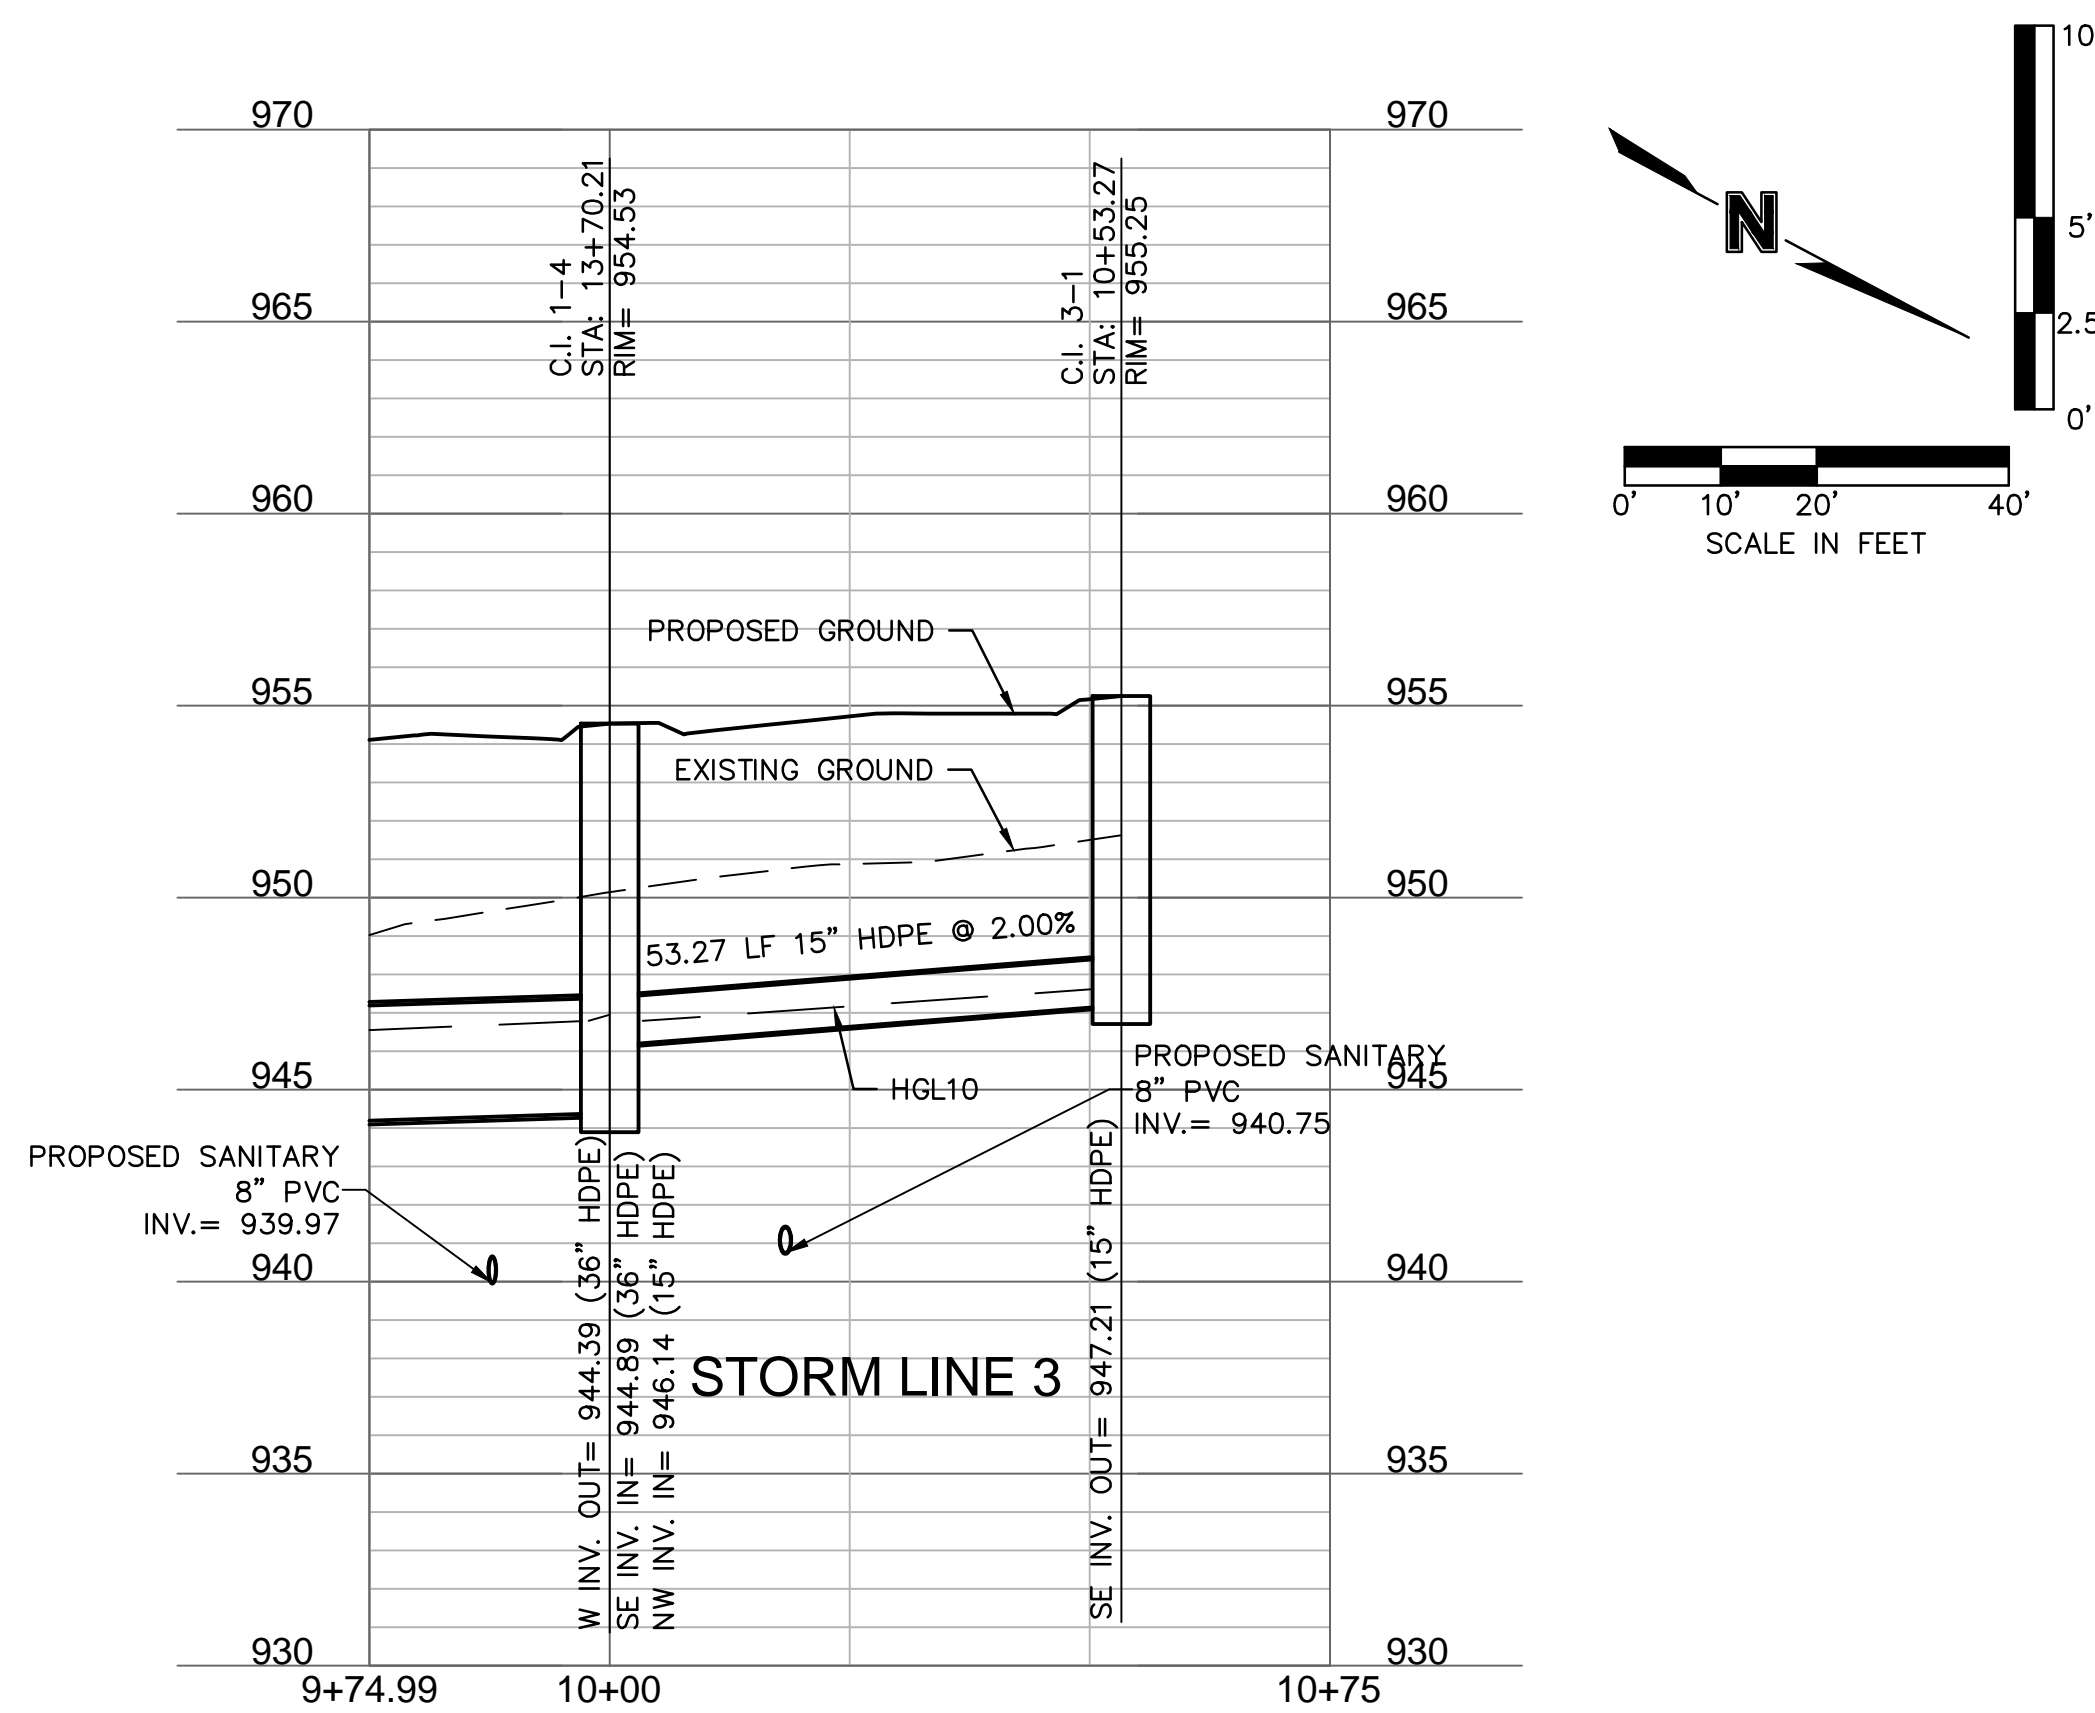 970
970
965
965
960
960
955
955
950
950
945
945
940
940
935
935
930
930
9+74.99
10+00
10+75
C.I. 1-4
STA: 13+70.21
RIM= 954.53
C.I. 3-1
STA: 10+53.27
RIM= 955.25
PROPOSED GROUND
EXISTING GROUND
53.27 LF 15" HDPE @ 2.00%
HGL10
PROPOSED SANITARY
8" PVC
INV.= 940.75
PROPOSED SANITARY
8" PVC
INV.= 939.97
W INV. OUT= 944.39 (36" HDPE)
SE INV. IN= 944.89 (36" HDPE)
NW INV. IN= 946.14 (15" HDPE)
SE INV. OUT= 947.21 (15" HDPE)
STORM LINE 3
N
10
5'
2.5
0'
0' 10' 20' 40'
SCALE IN FEET